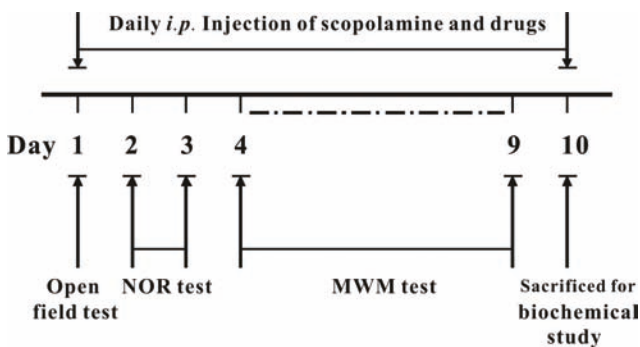 Daily i.p. Injection of scopolamine and drugs
Day 1 2 3 4 9 10
Open field test
NOR test
MWM test
Sacrificed for biochemical study